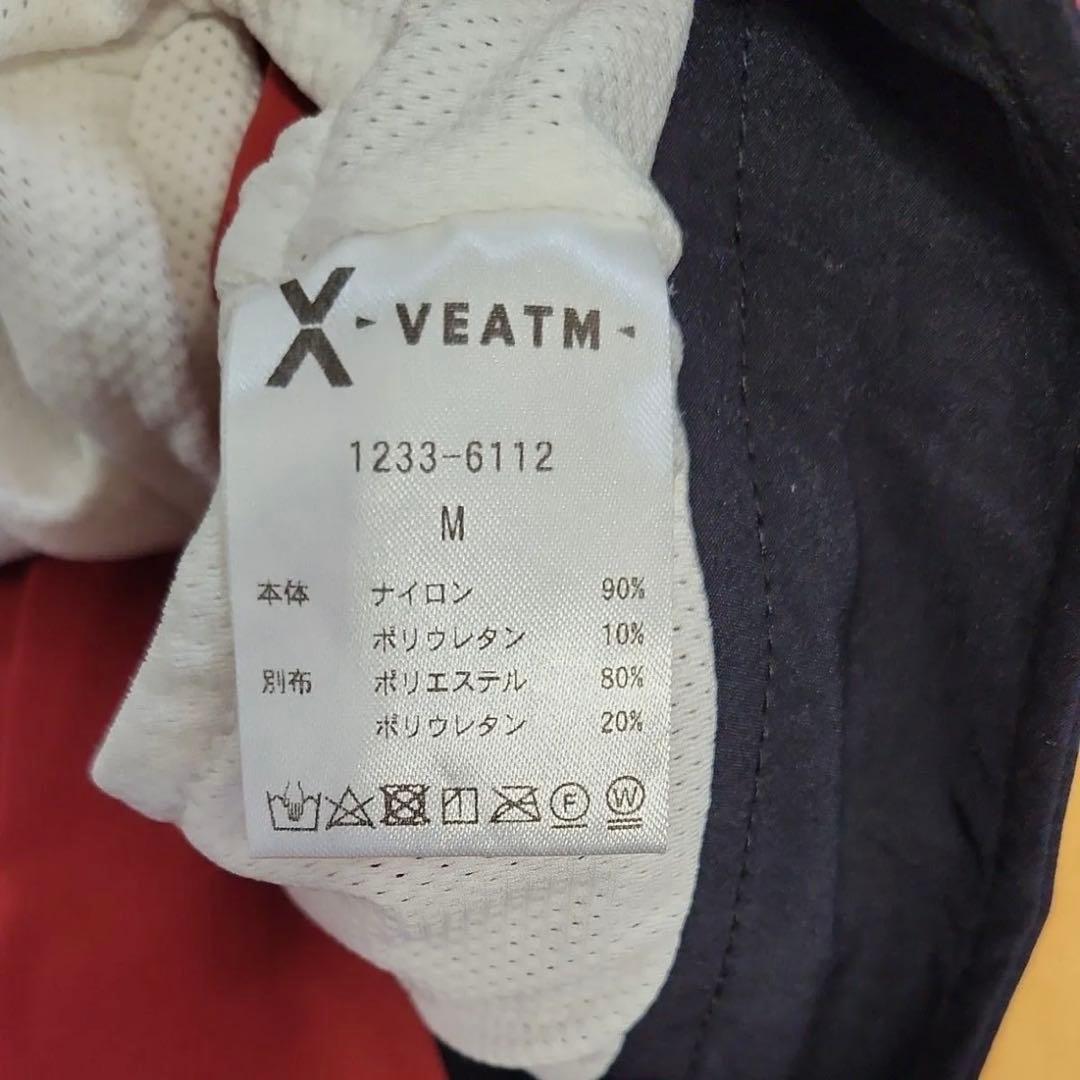 X VEATM
1233-6112
M
本体 ナイロン 90%
ポリウレタン 10%
別布 ポリエステル 80%
ポリウレタン 20%
F W